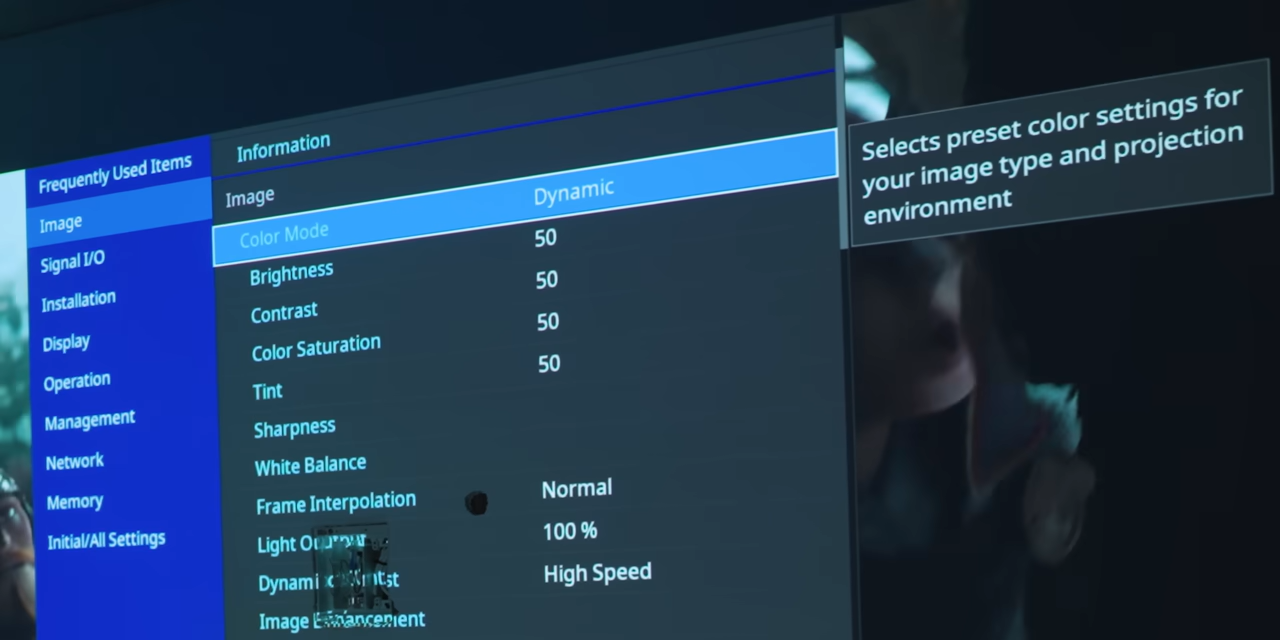 Frequently Used Items
Image
Signal I/O
Installation
Display
Operation
Management
Network
Memory
Initial/All Settings
Information
Image
Color Mode Dynamic
Brightness 50
Contrast 50
Color Saturation 50
Tint 50
Sharpness
White Balance
Frame Interpolation Normal
Light 100 %
High Speed
Image
Selects preset color settings for
your image type and projection
environment